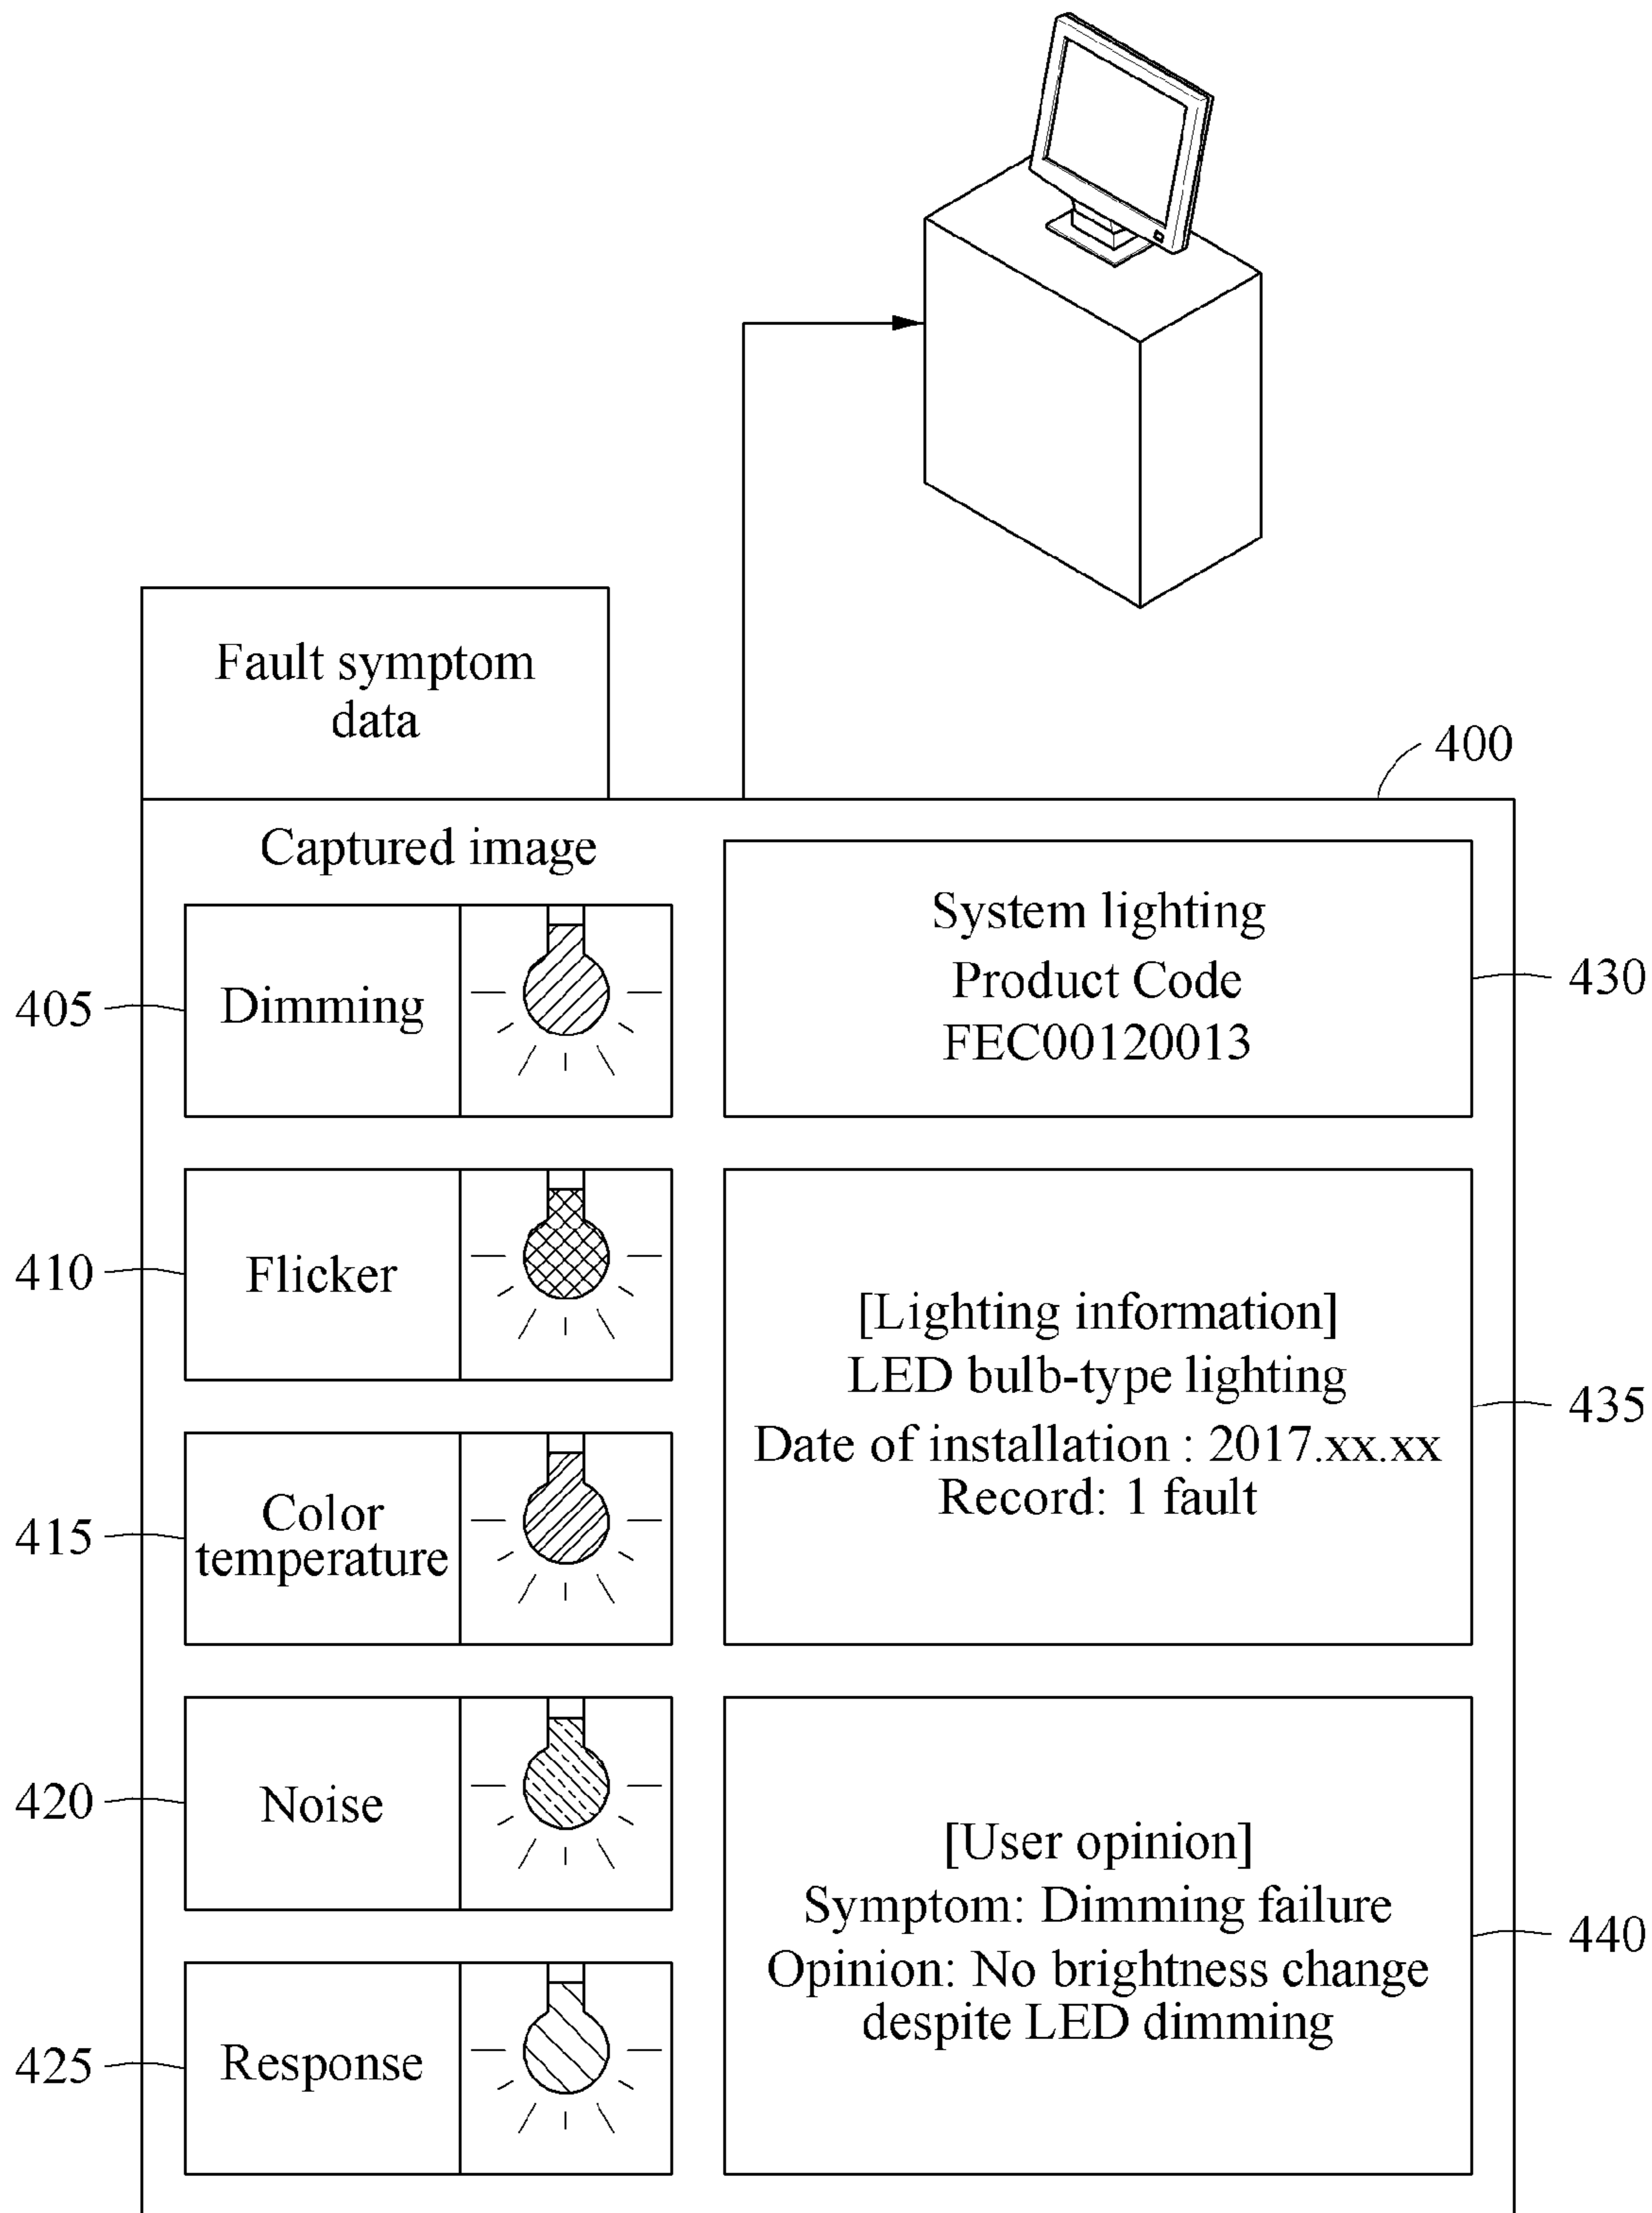 Fault symptom
data
400
Captured image
405
Dimming
410
Flicker
415
Color
temperature
420
Noise
425
Response
System lighting
Product Code
FEC00120013
430
[Lighting information]
LED bulb-type lighting
Date of installation : 2017.xx.xx
Record: 1 fault
435
[User opinion]
Symptom: Dimming failure
Opinion: No brightness change
despite LED dimming
440